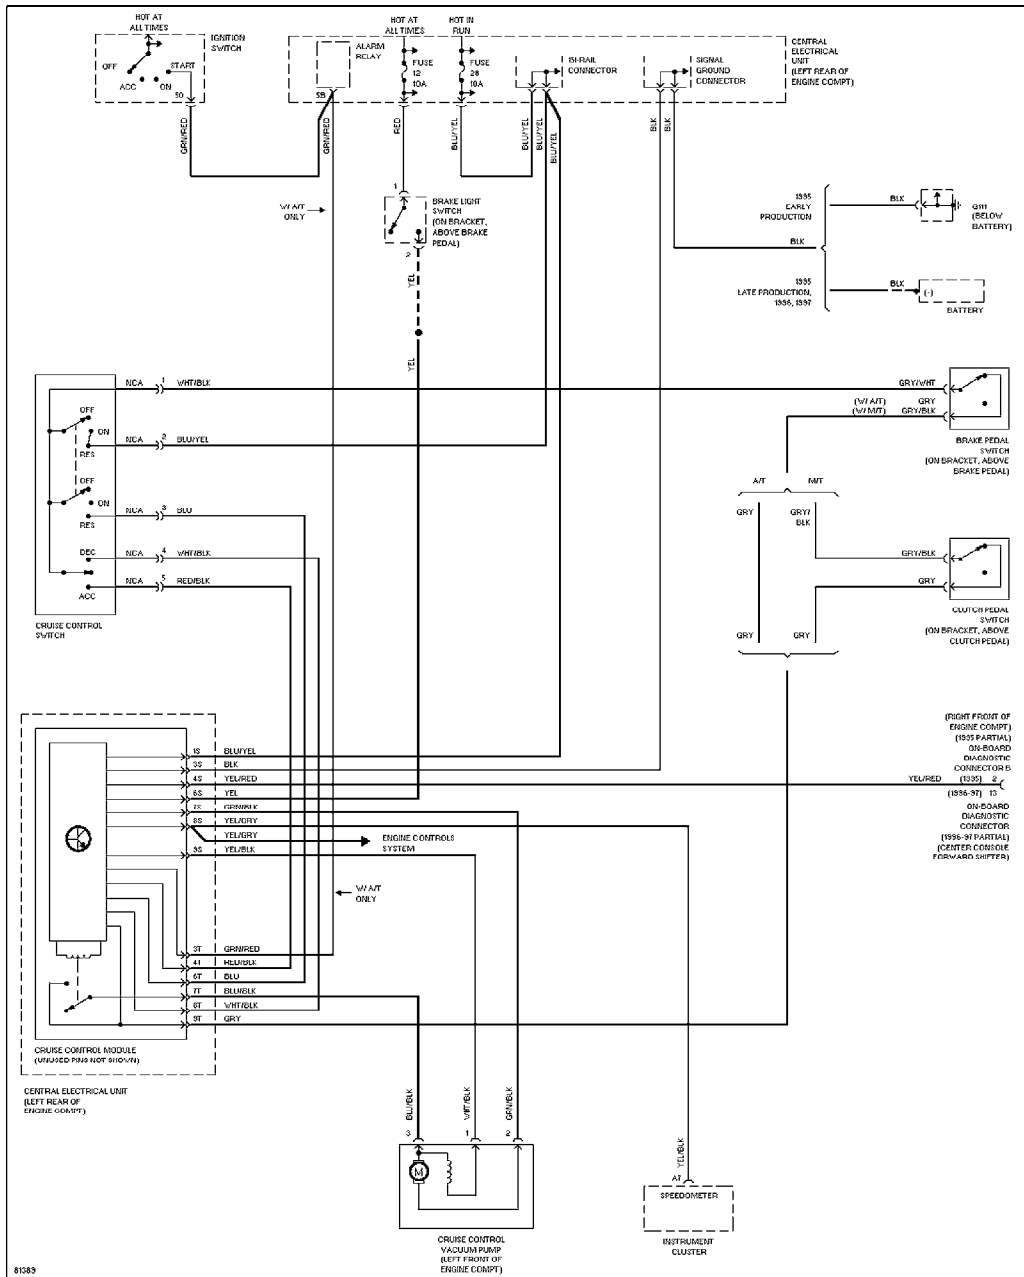 HOT AT
ALL TIMES
IGNITION
SWITCH
OFF
START
ACC
ON
50
GRN/RED
HOT AT
ALL TIMES
HOT IN
RUN
ALARM
RELAY
FUSE
12
10A
FUSE
28
10A
ISI-RAIL
CONNECTOR
SIGNAL
GROUND
CONNECTOR
CENTRAL
ELECTRICAL
UNIT
(LEFT REAR OF
ENGINE COMPT)
SB
GRN/RED
RED
BLU/YEL
BLU/YEL
BLU/YEL
BLU/YEL
BLK
BLK
W/ A/T
ONLY
1
BRAKE LIGHT
SWITCH
(ON BRACKET,
ABOVE BRAKE
PEDAL)
2
YEL
YEL
1995
EARLY
PRODUCTION
BLK
G111
(BELOW
BATTERY)
BLK
1995
LATE PRODUCTION,
1996, 1997
BLK
(-)
BATTERY
NCA 1 WHT/BLK
GRY/WHT
(W/ A/T) GRY
(W/ M/T) GRY/BLK
OFF
ON
RES
NCA 2 BLU/YEL
BRAKE PEDAL
SWITCH
(ON BRACKET, ABOVE
BRAKE PEDAL)
OFF
ON
RES
NCA 3 BLU
A/T
M/T
GRY
GRY/
BLK
DEC
NCA 4 WHT/BLK
GRY/BLK
NCA 5 RED/BLK
GRY
ACC
CRUISE CONTROL
SWITCH
CLUTCH PEDAL
SWITCH
(ON BRACKET, ABOVE
CLUTCH PEDAL)
GRY
GRY
1S BLU/YEL
3S BLK
4S YEL/RED
6S YEL
7S GRN/BLK
8S YEL/GRY
YEL/GRY
ENGINE CONTROLS
SYSTEM
9S YEL/BLK
(RIGHT FRONT OF
ENGINE COMPT)
(1995 PARTIAL)
ON-BOARD
DIAGNOSTIC
CONNECTOR B
YEL/RED (1995) 2
(1996-97) 13
ON-BOARD
DIAGNOSTIC
CONNECTOR
(1996-97 PARTIAL)
(CENTER CONSOLE
FORWARD SHIFTER)
W/ A/T
ONLY
3T GRN/RED
4T RED/BLK
6T BLU
7T BLU/BLK
8T WHT/BLK
9T GRY
CRUISE CONTROL MODULE
(UNUSED PINS NOT SHOWN)
CENTRAL ELECTRICAL UNIT
(LEFT REAR OF
ENGINE COMPT)
BLU/BLK
WHT/BLK
GRN/BLK
YEL/BLK
3
1
2
A7
M
SPEEDOMETER
CRUISE CONTROL
VACUUM PUMP
(LEFT FRONT OF
ENGINE COMPT)
INSTRUMENT
CLUSTER
81389